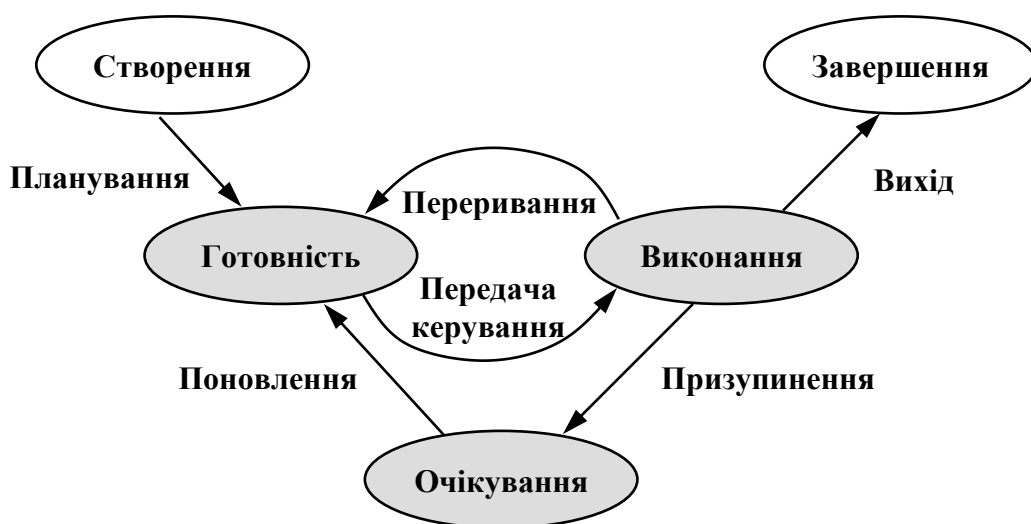 Створення
Завершення
Планування
Переривання
Вихід
Готовність
Виконання
Передача
керування
Поновлення
Призупинення
Очікування